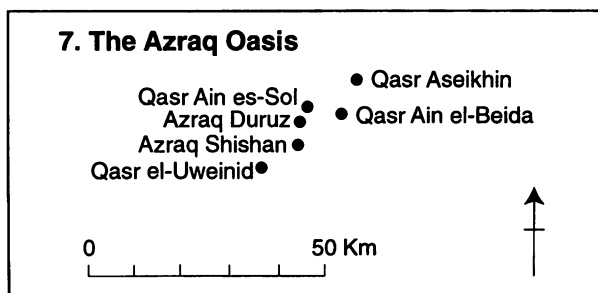 7. The Azraq Oasis
Qasr Aseikhin
Qasr Ain es-Sol
Qasr Ain el-Beida
Azraq Duruz
Azraq Shishan
Qasr el-Uweinid
0 50 Km